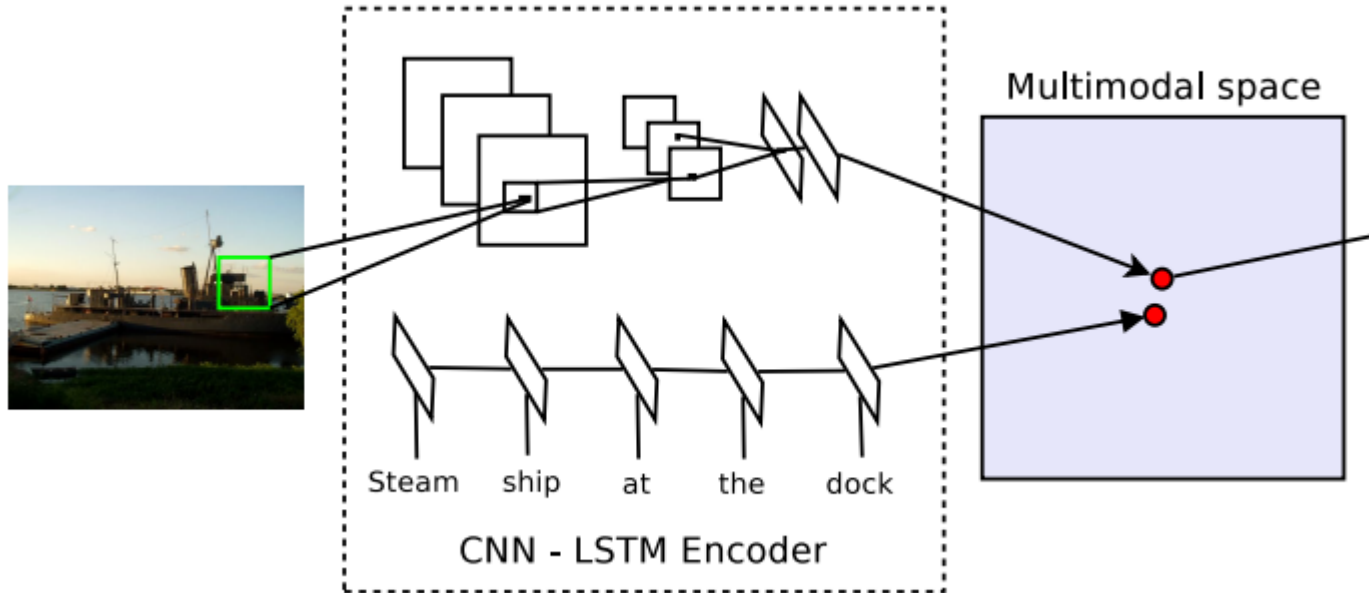 Multimodal space
Steam ship at the dock
CNN - LSTM Encoder